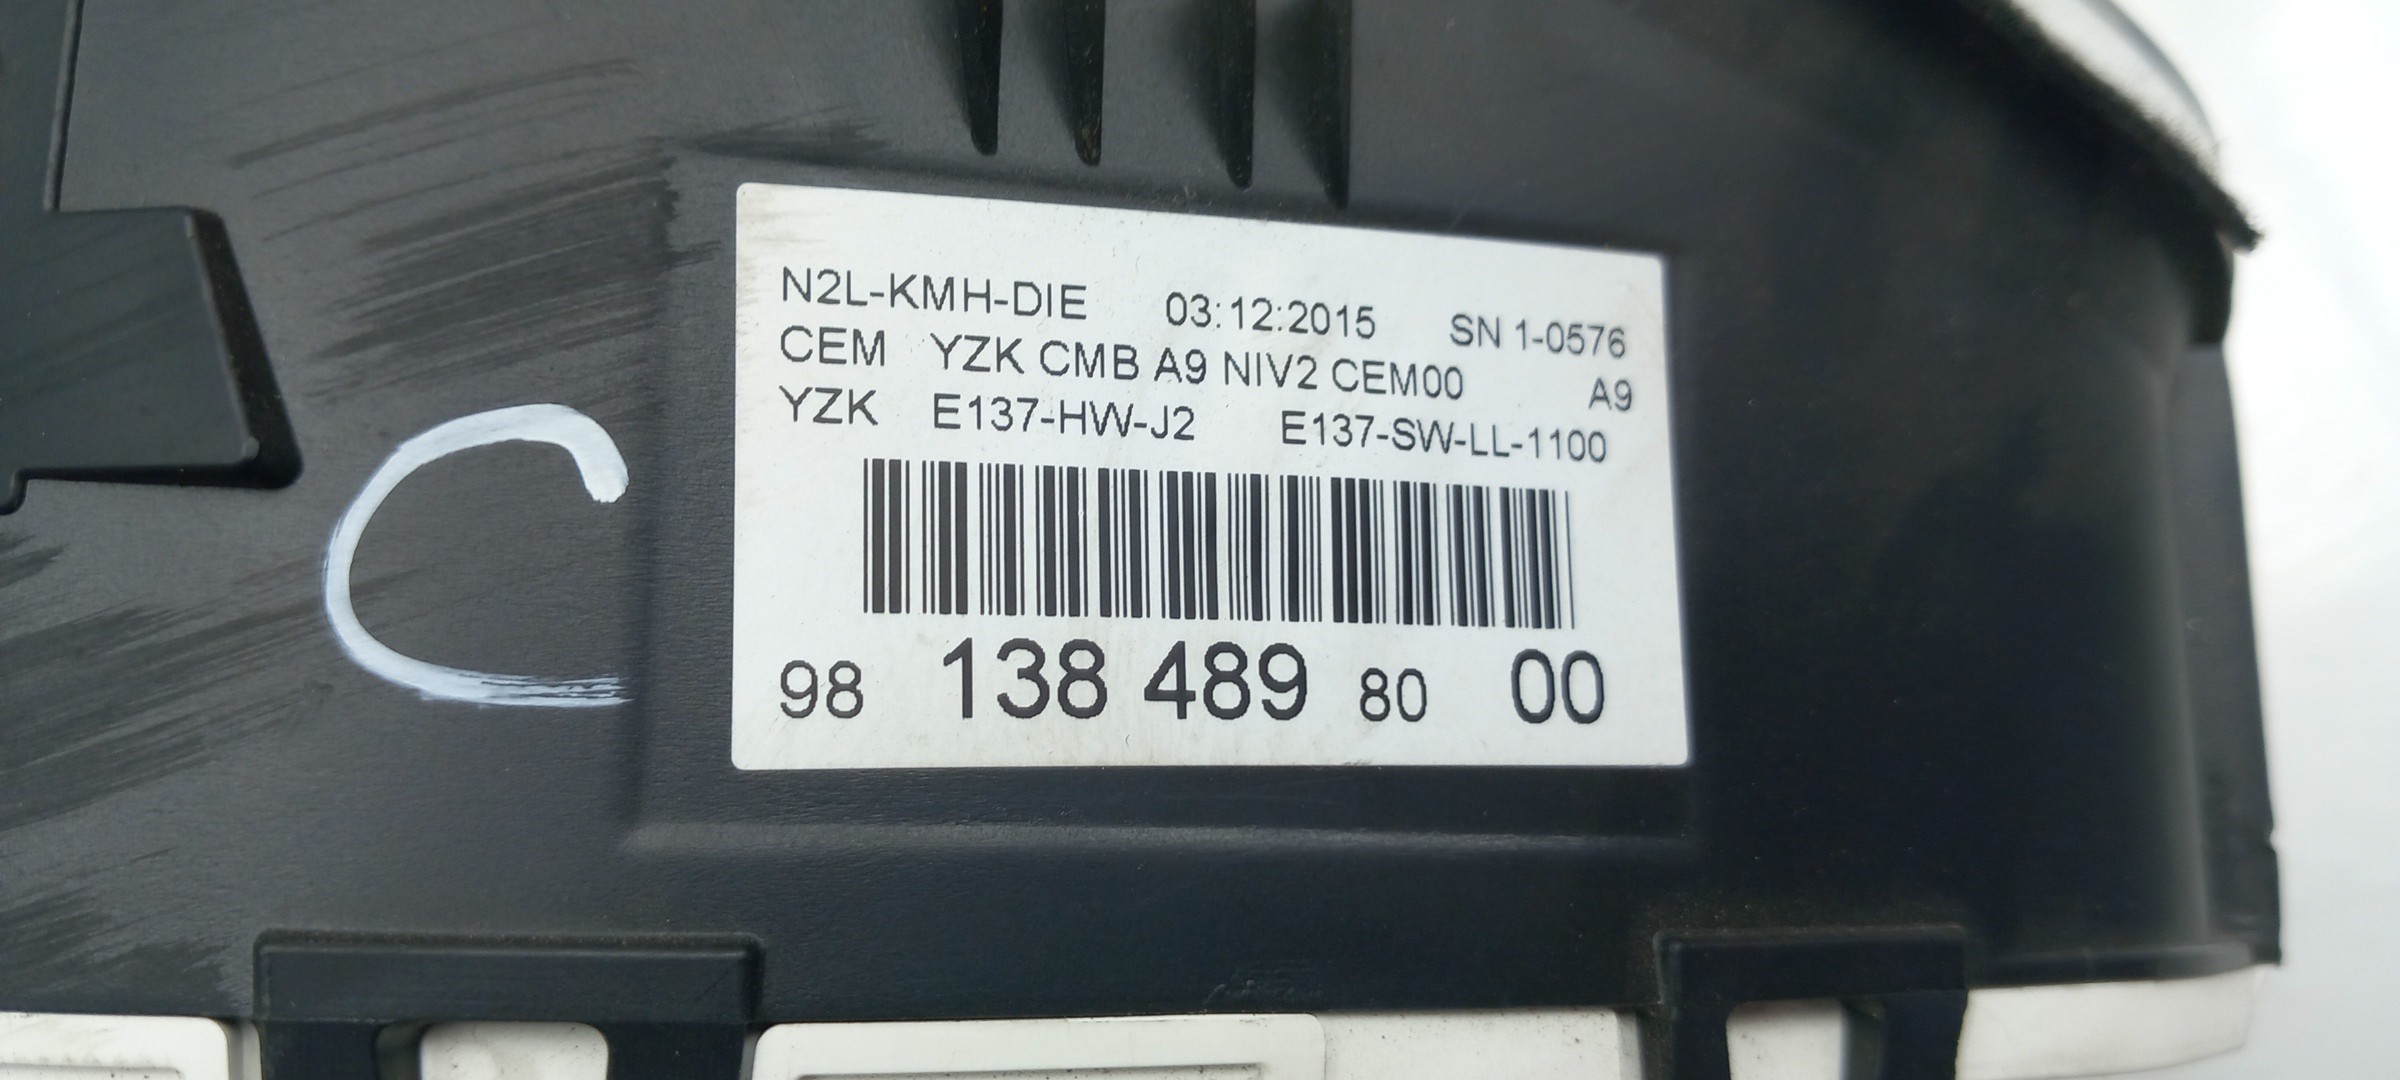 N2L-KMH-DIE 03:12:2015 SN 1-0576
CEM YZK CMB A9 NIV2 CEM00 A9
YZK E137-HW-J2 E137-SW-LL-1100
98 138 489 80 00
C